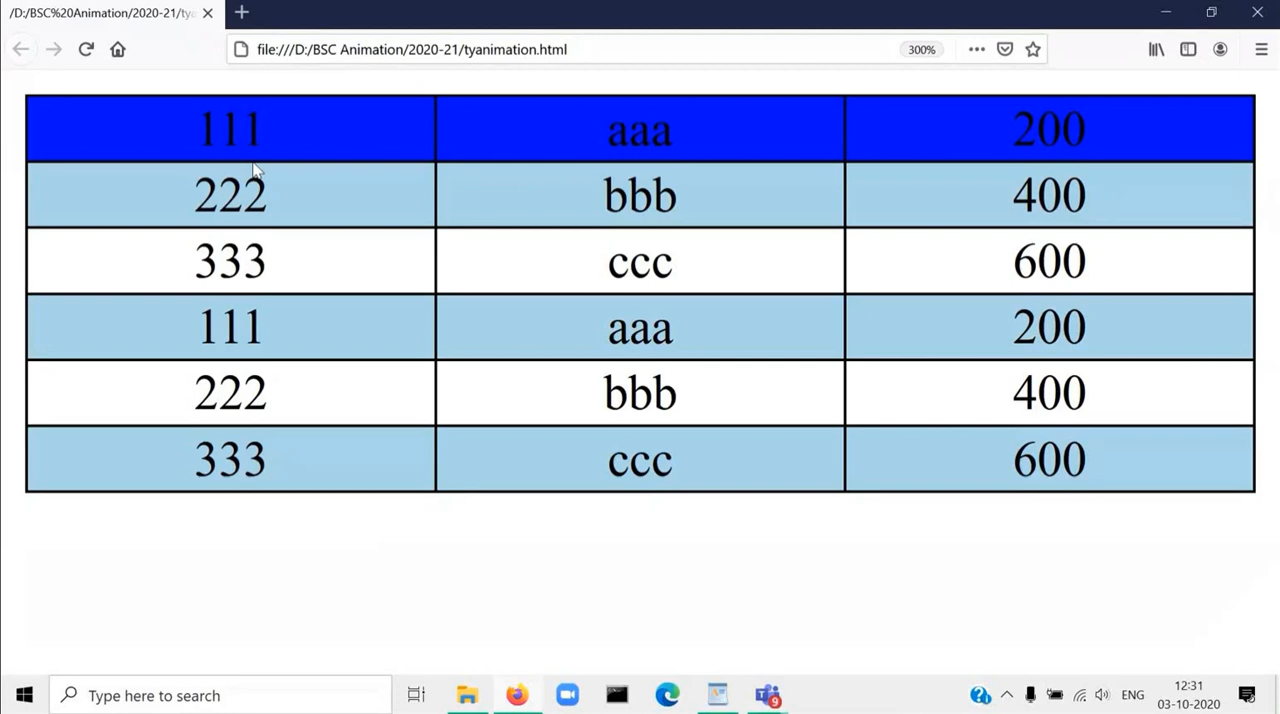 /D:/BSC%20Animation/2020-21/tya
file:///D:/BSC Animation/2020-21/tyanimation.html 300%
111 aaa 200
222 bbb 400
333 ccc 600
111 aaa 200
222 bbb 400
333 ccc 600
Type here to search 9 ? ENG 12:31
03-10-2020